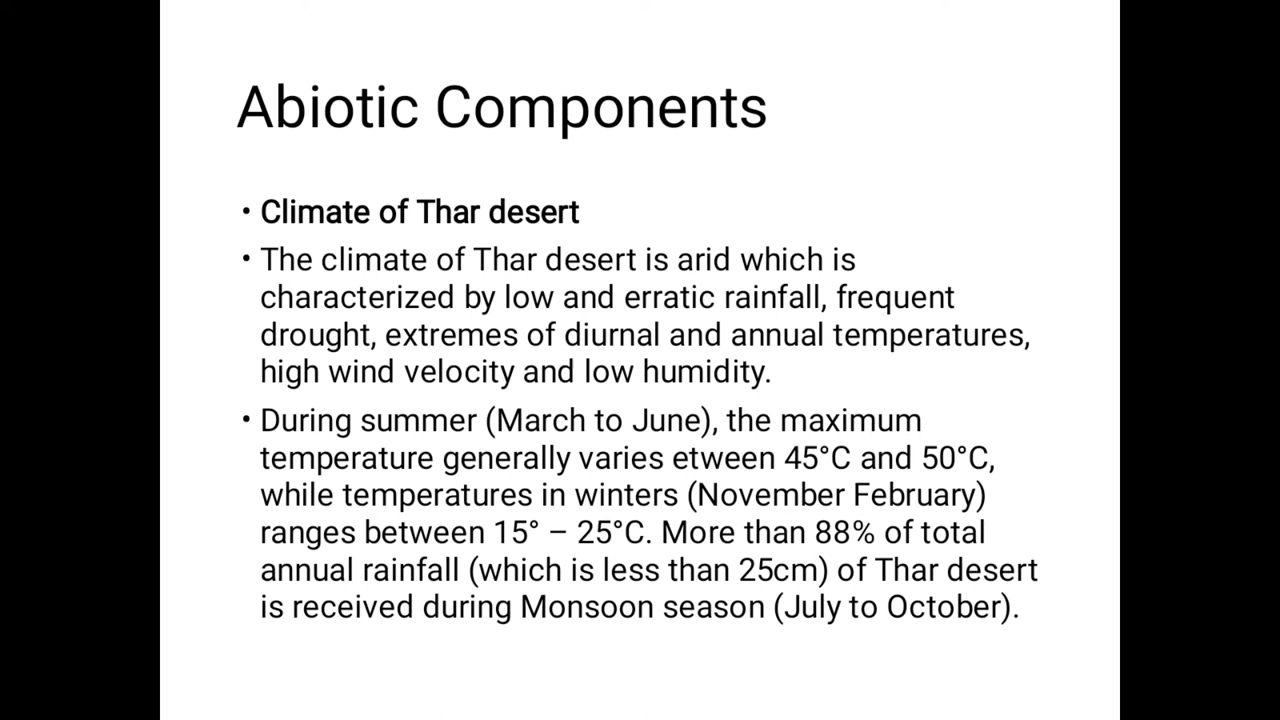 Abiotic Components
• Climate of Thar desert
• The climate of Thar desert is arid which is
characterized by low and erratic rainfall, frequent
drought, extremes of diurnal and annual temperatures,
high wind velocity and low humidity.
• During summer (March to June), the maximum
temperature generally varies etween 45°C and 50°C,
while temperatures in winters (November February)
ranges between 15° – 25°C. More than 88% of total
annual rainfall (which is less than 25cm) of Thar desert
is received during Monsoon season (July to October).